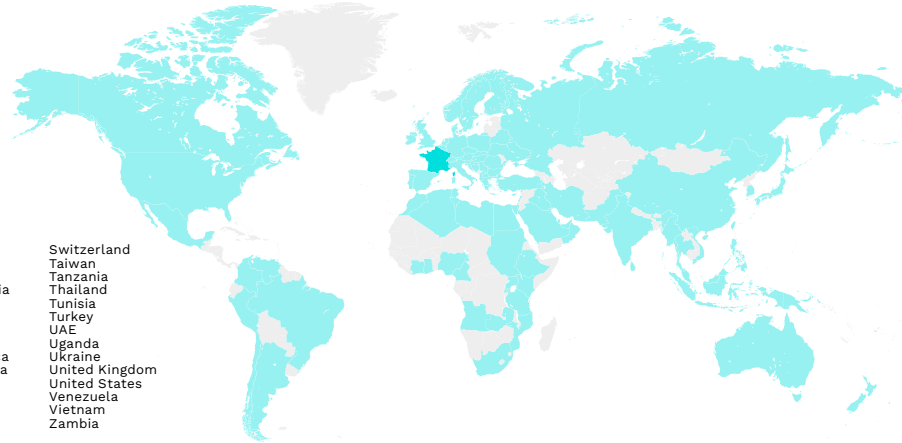 Switzerland
Taiwan
Tanzania
Thailand
Tunisia
Turkey
UAE
Uganda
Ukraine
United Kingdom
United States
Venezuela
Vietnam
Zambia